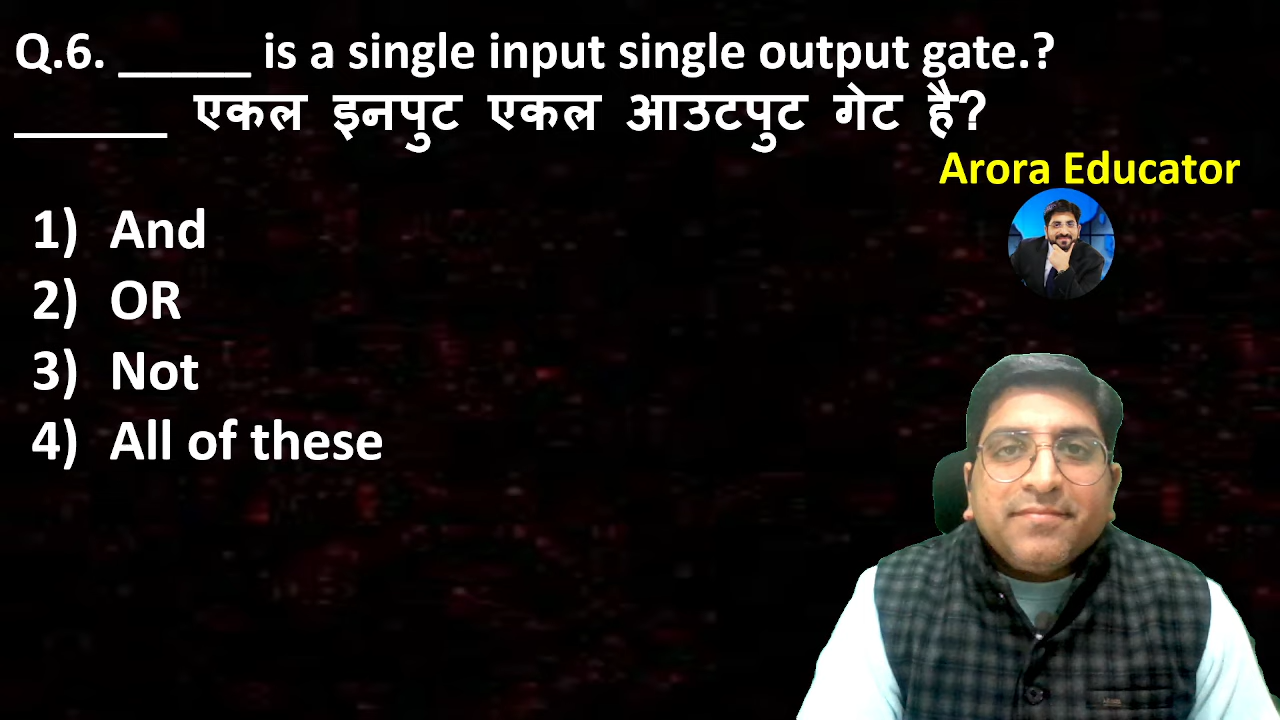 Q.6. _____ is a single input single output gate.?
______ एकल इनपुट एकल आउटपुट गेट है?
Arora Educator
1) And
2) OR
3) Not
4) All of these